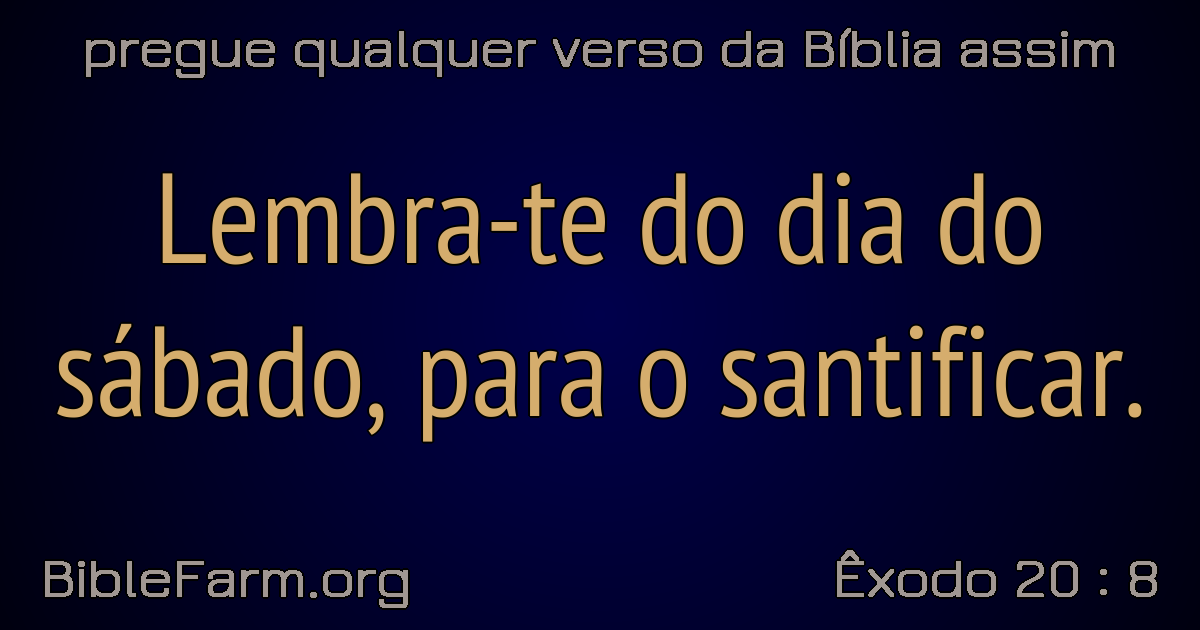 pregue qualquer verso da Bíblia assim
Lembra-te do dia do
sábado, para o santificar.
BibleFarm.org
Êxodo 20 : 8